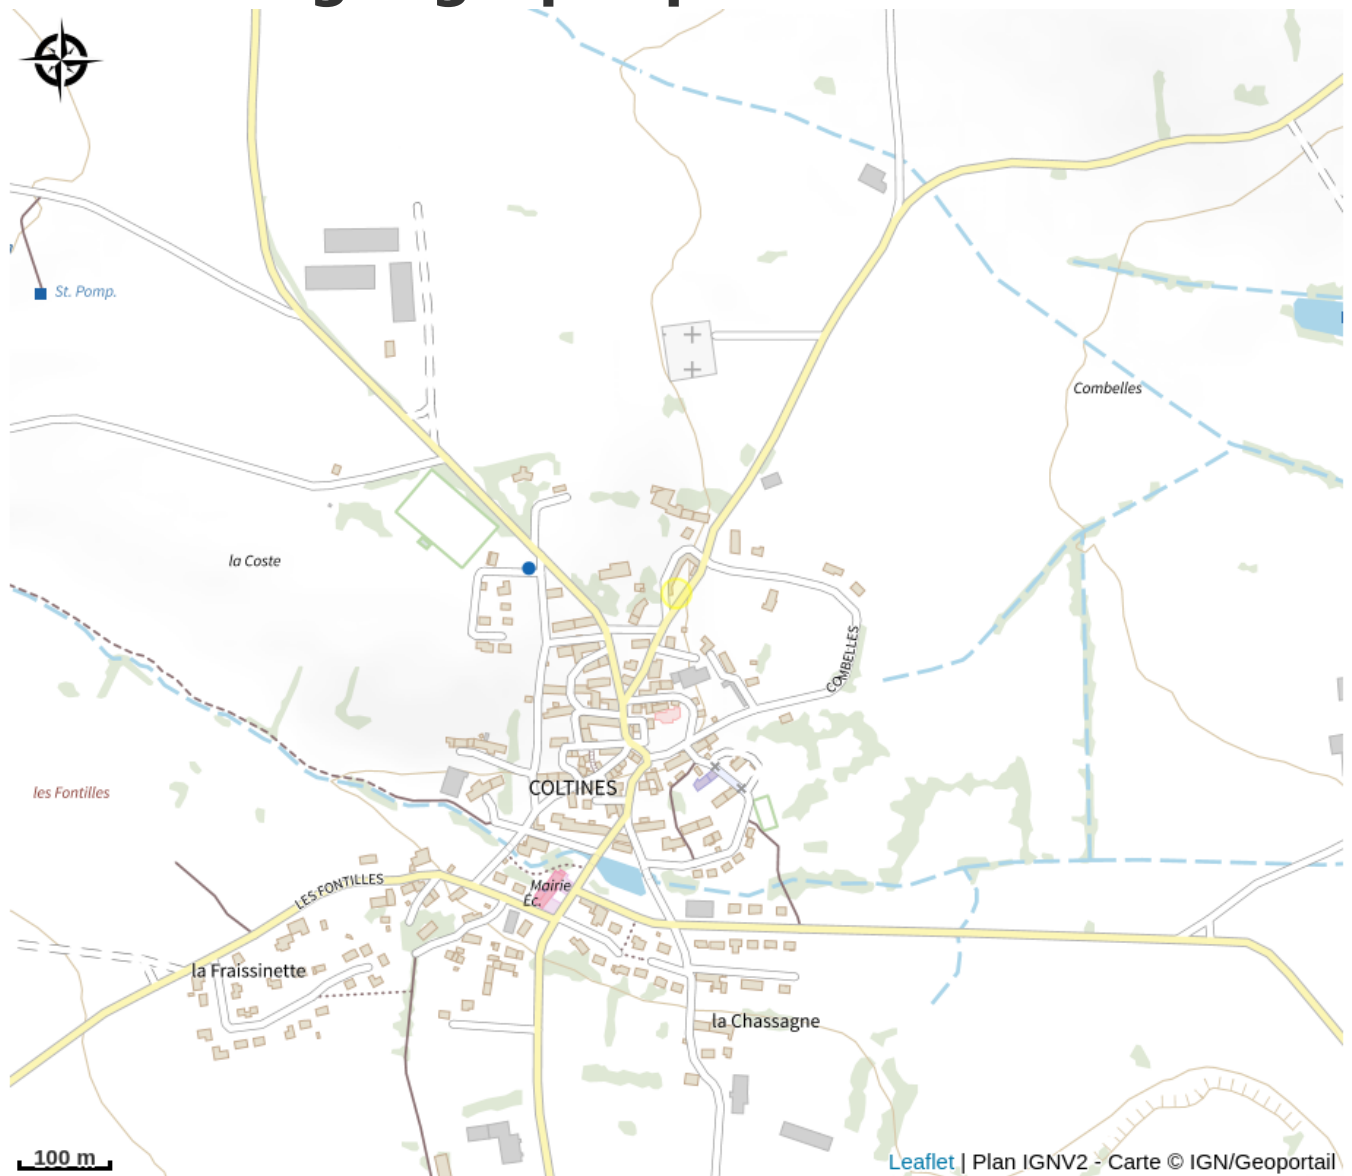 St. Pomp.
Combelles
la Coste
COMBELLES
les Fontilles
COLTINES
Mairie
Éc.
LES FONTILLES
la Fraissinette
la Chassagne
100 m
Leaflet | Plan IGNV2 - Carte © IGN/Geoportail